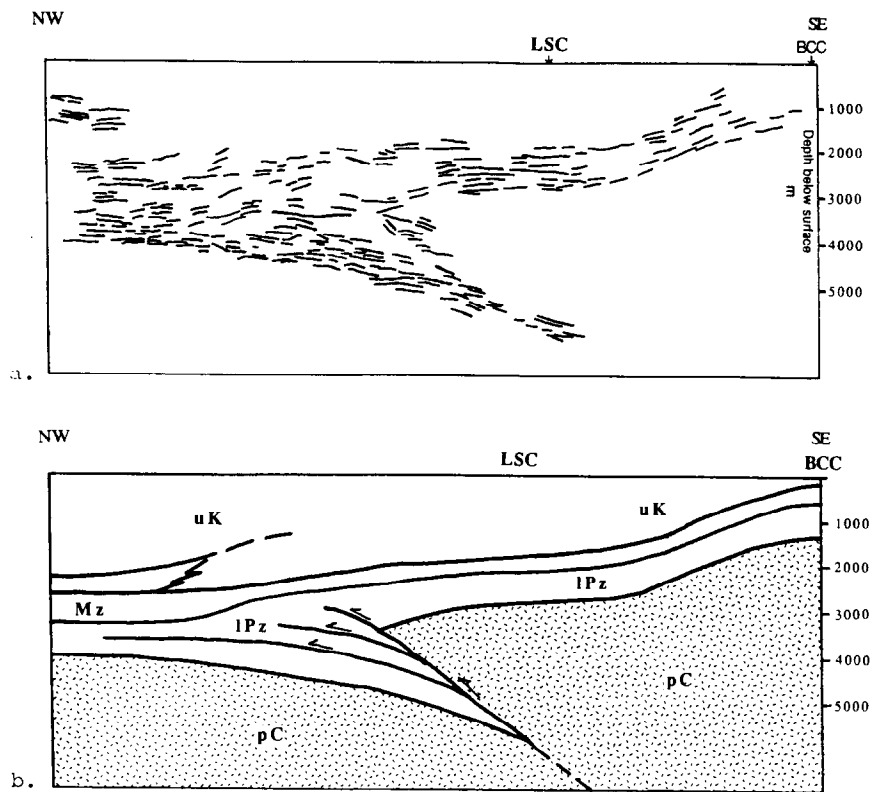 NW
SE
LSC
BCC
1000
2000
3000
4000
5000
Depth below surface
m
a.
NW
SE
LSC
BCC
uK
uK
1000
2000
Mz
lPz
lPz
3000
4000
pC
5000
pC
b.